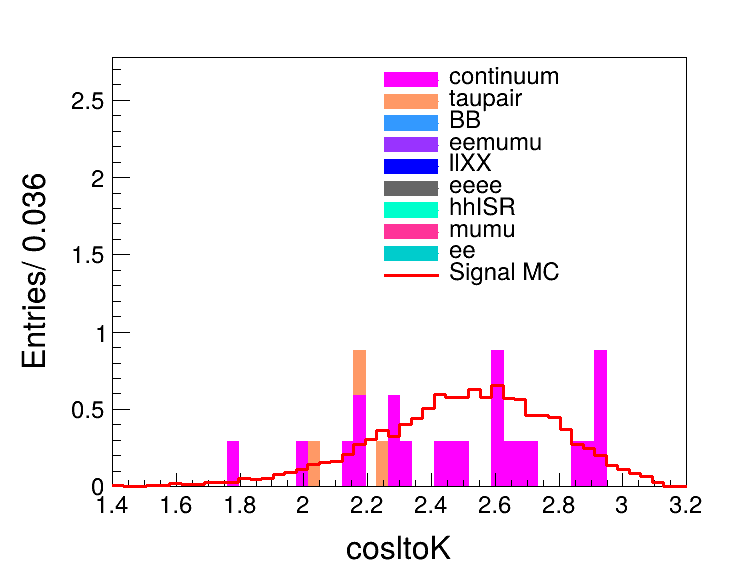 continuum
taupair
BB
eemumu
llXX
eeee
hhISR
mumu
ee
Signal MC
Entries/ 0.036
2.5
2
1.5
1
0.5
0
1.4 1.6 1.8 2 2.2 2.4 2.6 2.8 3 3.2
cosltoK